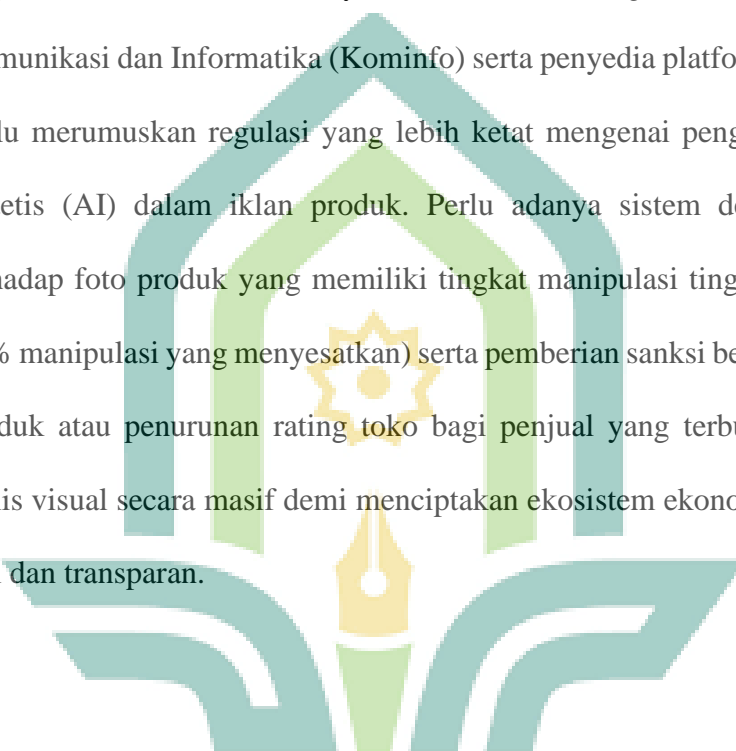 munikasi dan Informatika (Kominfo) serta penyedia platfo
lu merumuskan regulasi yang lebih ketat mengenai peng
etis (AI) dalam iklan produk. Perlu adanya sistem de
hadap foto produk yang memiliki tingkat manipulasi ting
% manipulasi yang menyesatkan) serta pemberian sanksi be
duk atau penurunan rating toko bagi penjual yang terbu
lis visual secara masif demi menciptakan ekosistem ekono
dan transparan.